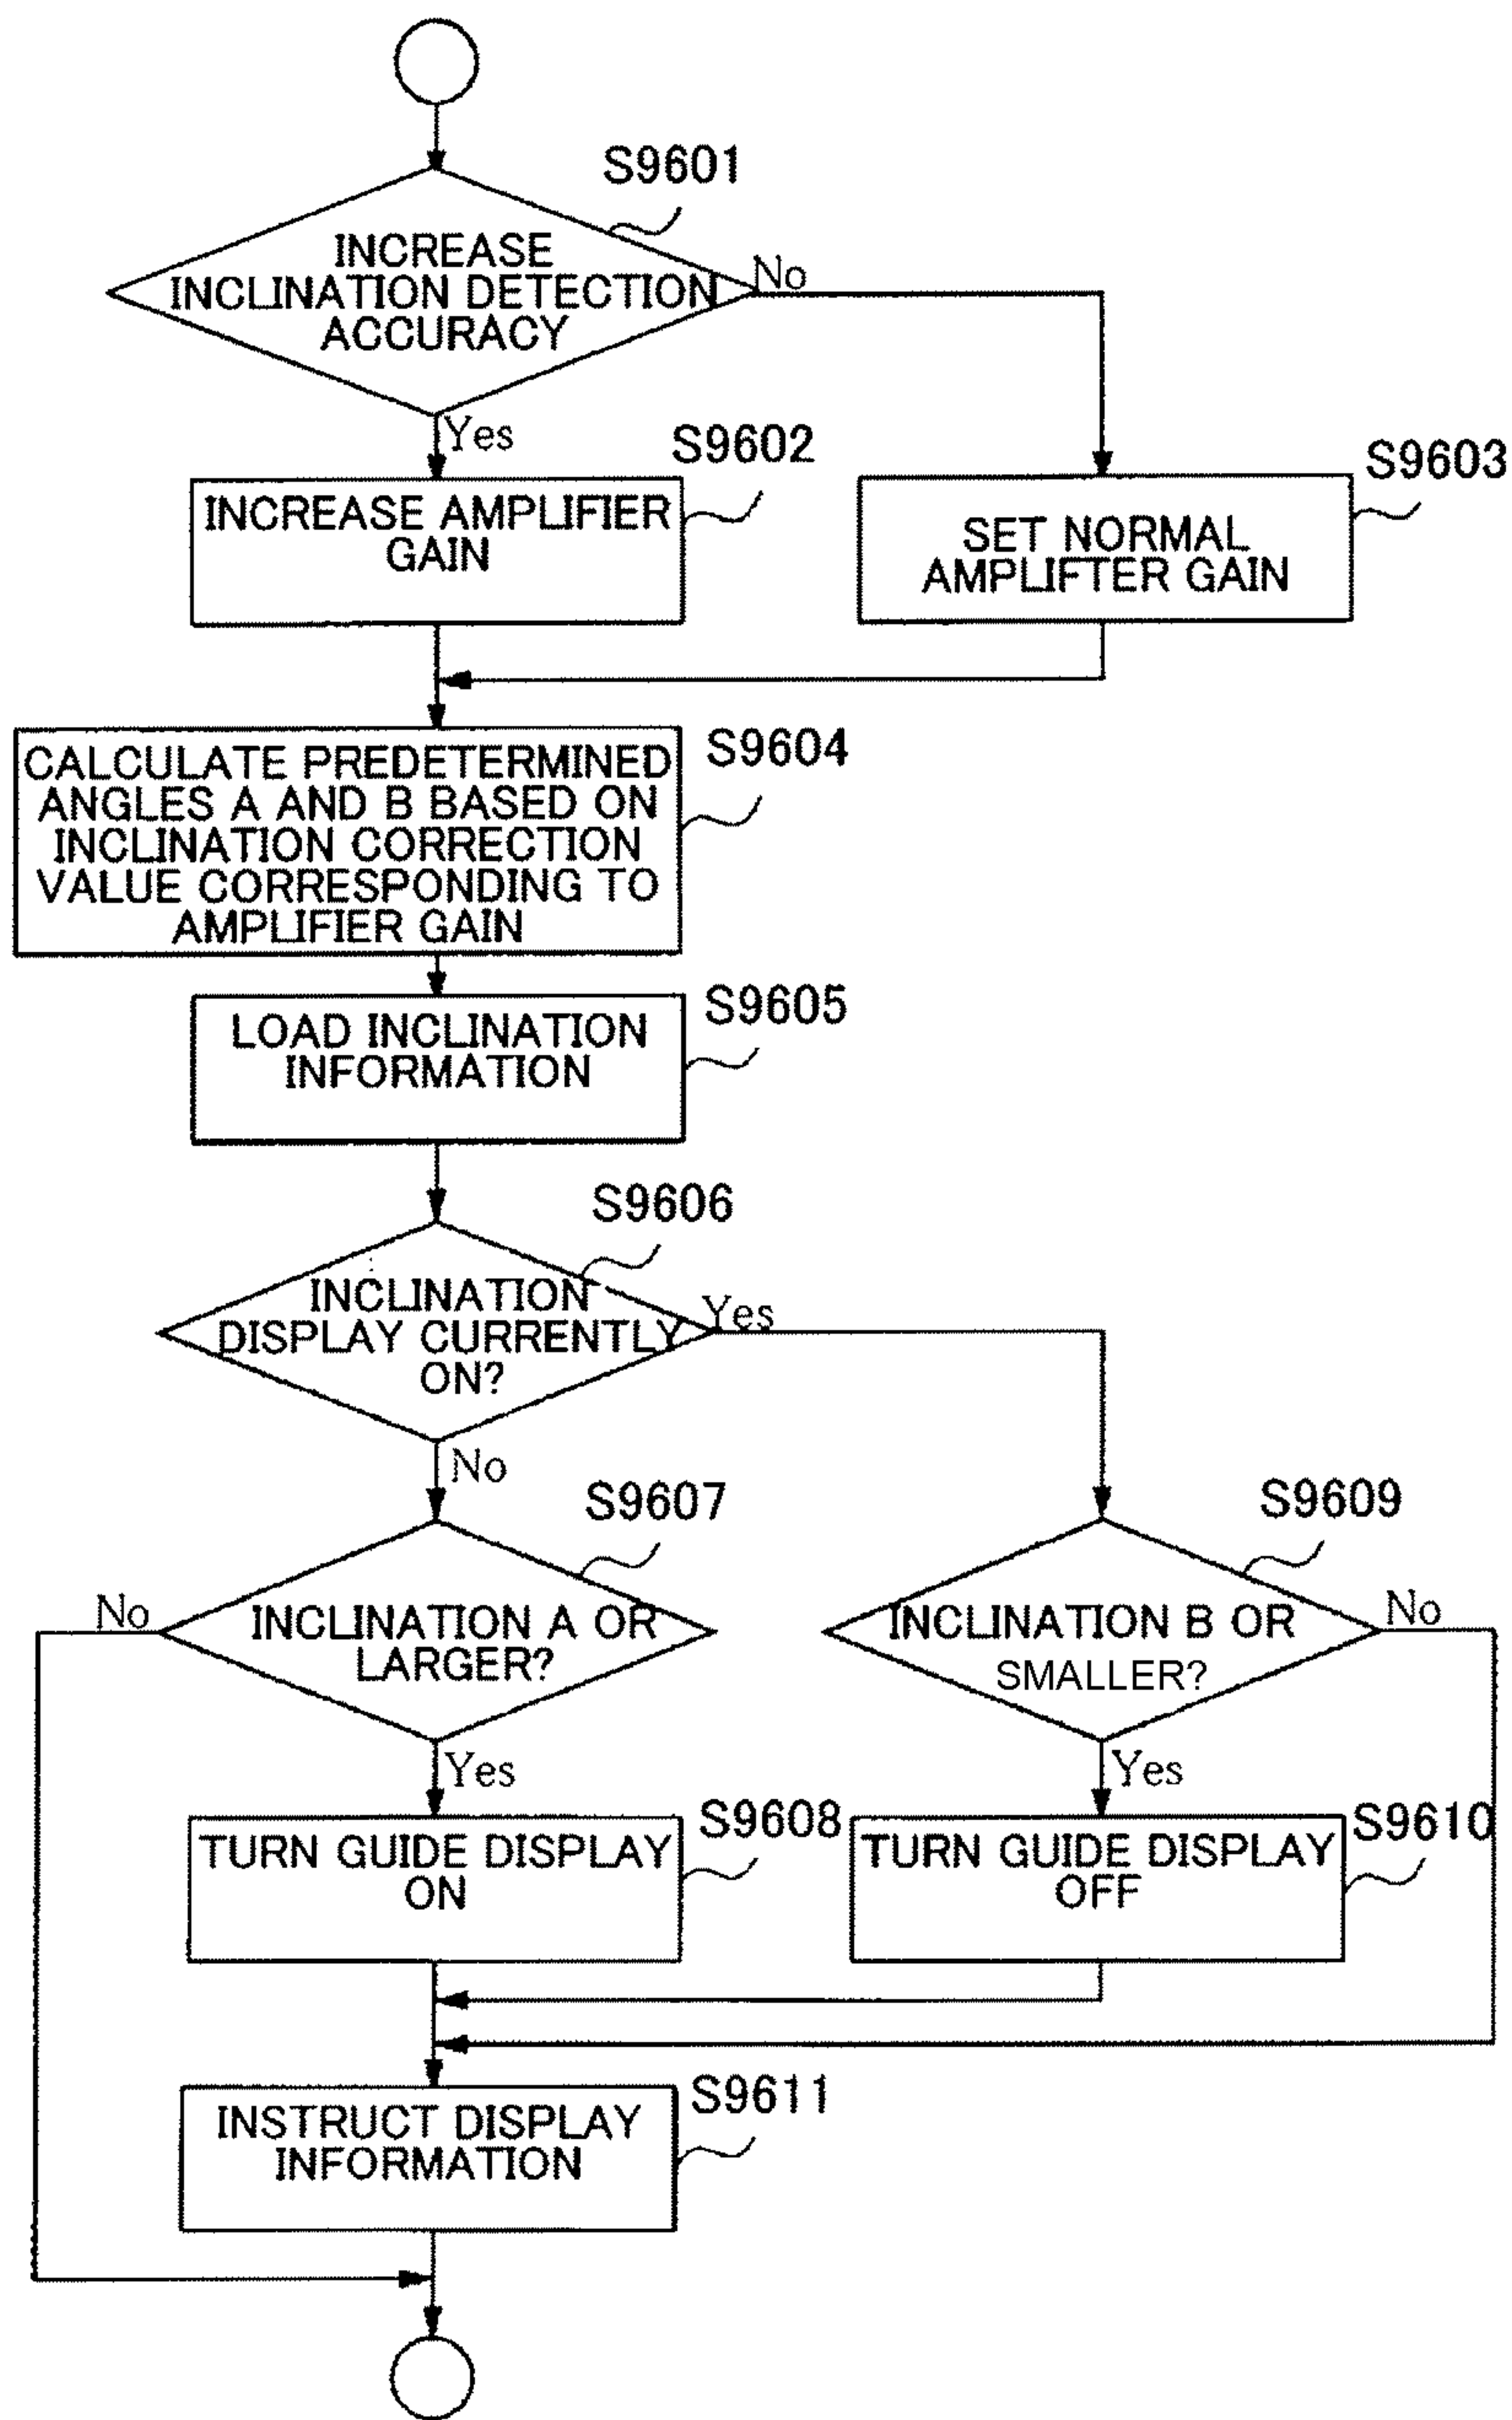 S9601
INCREASE
INCLINATION DETECTION
ACCURACY
No
Yes
S9602
INCREASE AMPLIFIER
GAIN
S9603
SET NORMAL
AMPLIFTER GAIN
S9604
CALCULATE PREDETERMINED
ANGLES A AND B BASED ON
INCLINATION CORRECTION
VALUE CORRESPONDING TO
AMPLIFIER GAIN
S9605
LOAD INCLINATION
INFORMATION
S9606
INCLINATION
DISPLAY CURRENTLY
ON?
Yes
No
S9607
INCLINATION A OR
LARGER?
No
Yes
S9609
INCLINATION B OR
SMALLER?
No
Yes
S9608
TURN GUIDE DISPLAY
ON
S9610
TURN GUIDE DISPLAY
OFF
S9611
INSTRUCT DISPLAY
INFORMATION